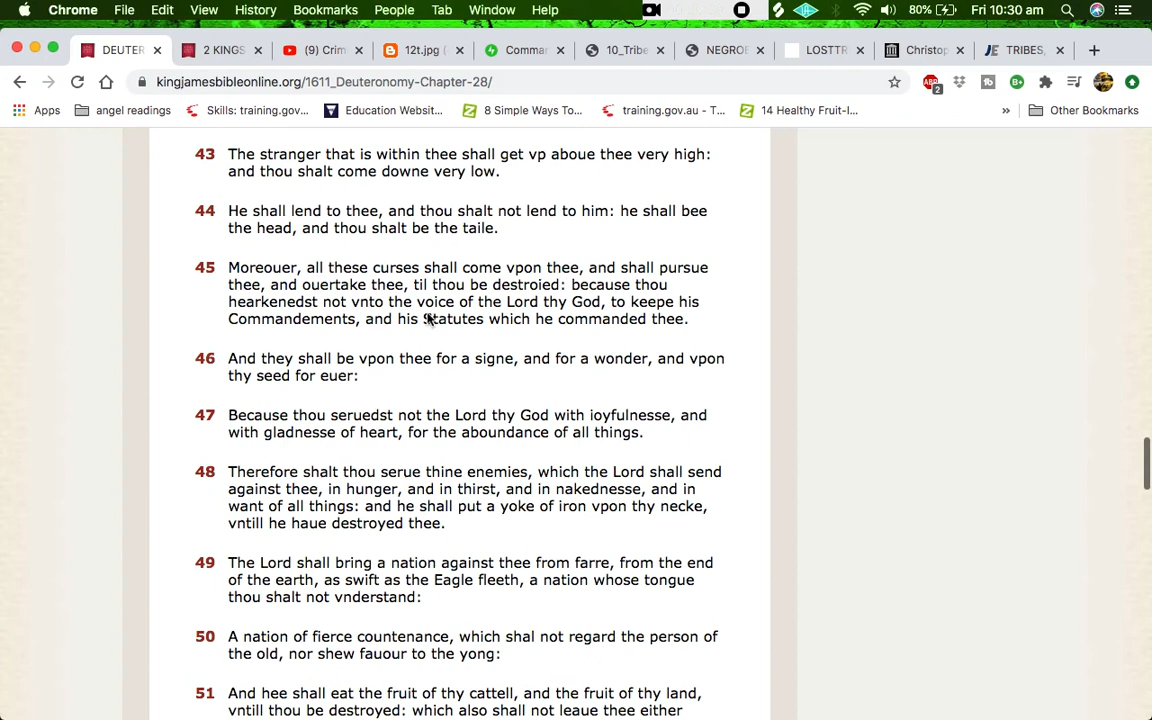 Chrome File Edit View History Bookmarks People Tab Window Help 80% Fri 10:30 am
DEUTER 2 KINGS (9) Crim 12t.jpg ( Comma 10_Tribe NEGROE LOSTTR Christop TRIBES,
kingjamesbibleonline.org/1611_Deuteronomy-Chapter-28/
Apps angel readings Skills: training.gov... Education Websit... 8 Simple Ways To... training.gov.au - T... 14 Healthy Fruit-I... » Other Bookmarks
43 The stranger that is within thee shall get vp aboue thee very high:
and thou shalt come downe very low.
44 He shall lend to thee, and thou shalt not lend to him: he shall bee
the head, and thou shalt be the taile.
45 Moreouer, all these curses shall come vpon thee, and shall pursue
thee, and ouertake thee, til thou be destroied: because thou
hearkenedst not vnto the voice of the Lord thy God, to keepe his
Commandements, and his Statutes which he commanded thee.
46 And they shall be vpon thee for a signe, and for a wonder, and vpon
thy seed for euer:
47 Because thou seruedst not the Lord thy God with ioyfulnesse, and
with gladnesse of heart, for the aboundance of all things.
48 Therefore shalt thou serue thine enemies, which the Lord shall send
against thee, in hunger, and in thirst, and in nakednesse, and in
want of all things: and he shall put a yoke of iron vpon thy necke,
vntill he haue destroyed thee.
49 The Lord shall bring a nation against thee from farre, from the end
of the earth, as swift as the Eagle fleeth, a nation whose tongue
thou shalt not vnderstand:
50 A nation of fierce countenance, which shal not regard the person of
the old, nor shew fauour to the yong:
51 And hee shall eat the fruit of thy cattell, and the fruit of thy land,
vntill thou be destroyed: which also shall not leaue thee either